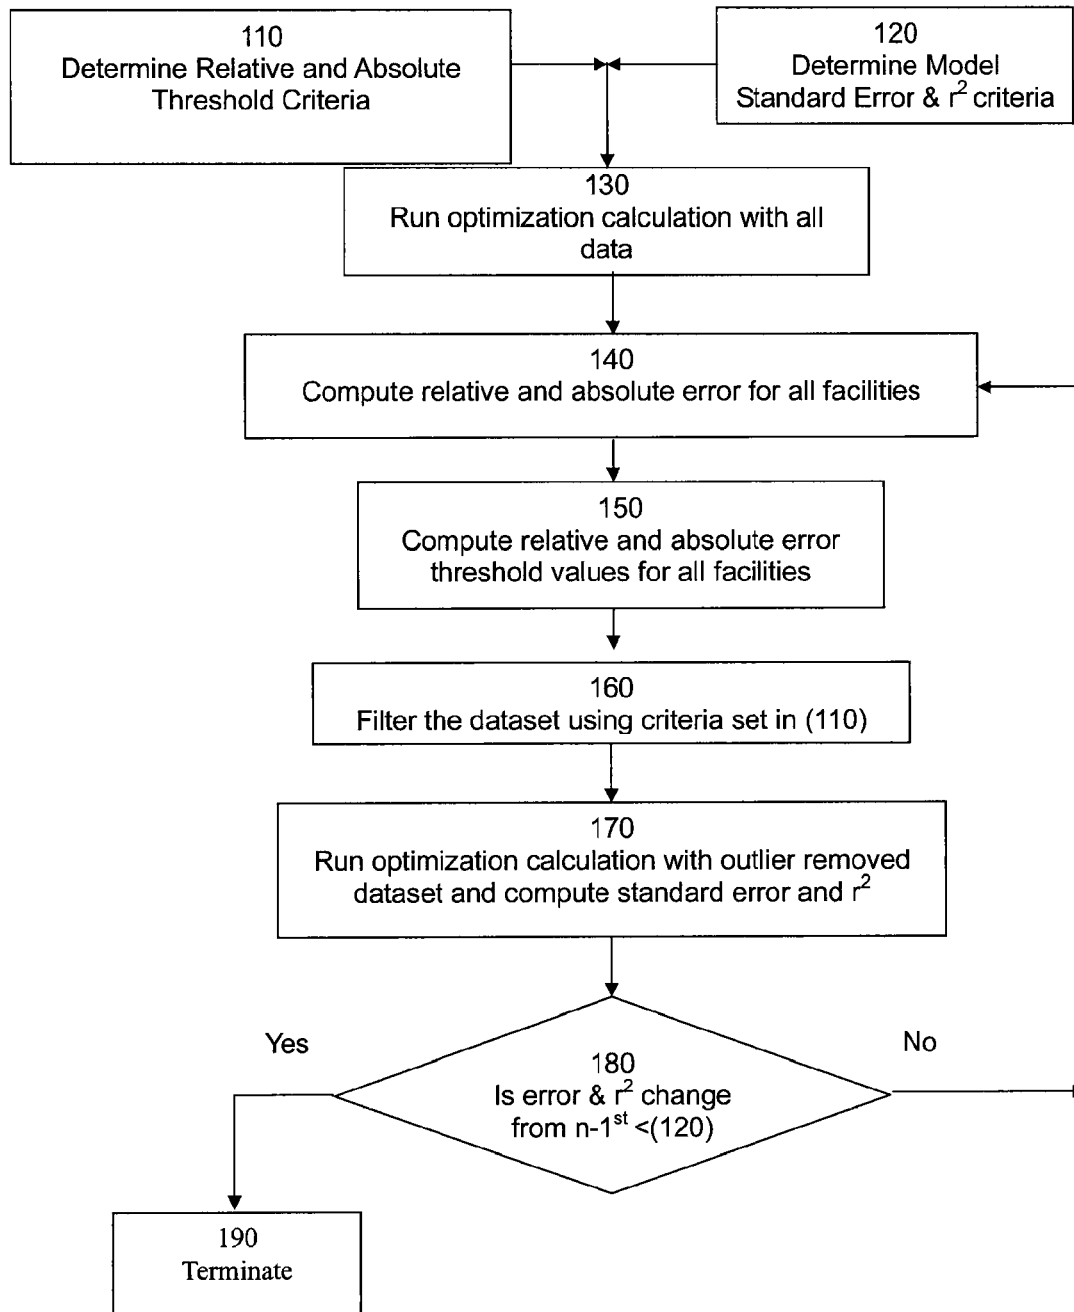 110
Determine Relative and Absolute
Threshold Criteria
120
Determine Model
Standard Error & r² criteria
130
Run optimization calculation with all
data
140
Compute relative and absolute error for all facilities
150
Compute relative and absolute error
threshold values for all facilities
160
Filter the dataset using criteria set in (110)
170
Run optimization calculation with outlier removed
dataset and compute standard error and r²
Yes
No
180
Is error & r² change
from n-1ˢᵗ <(120)
190
Terminate